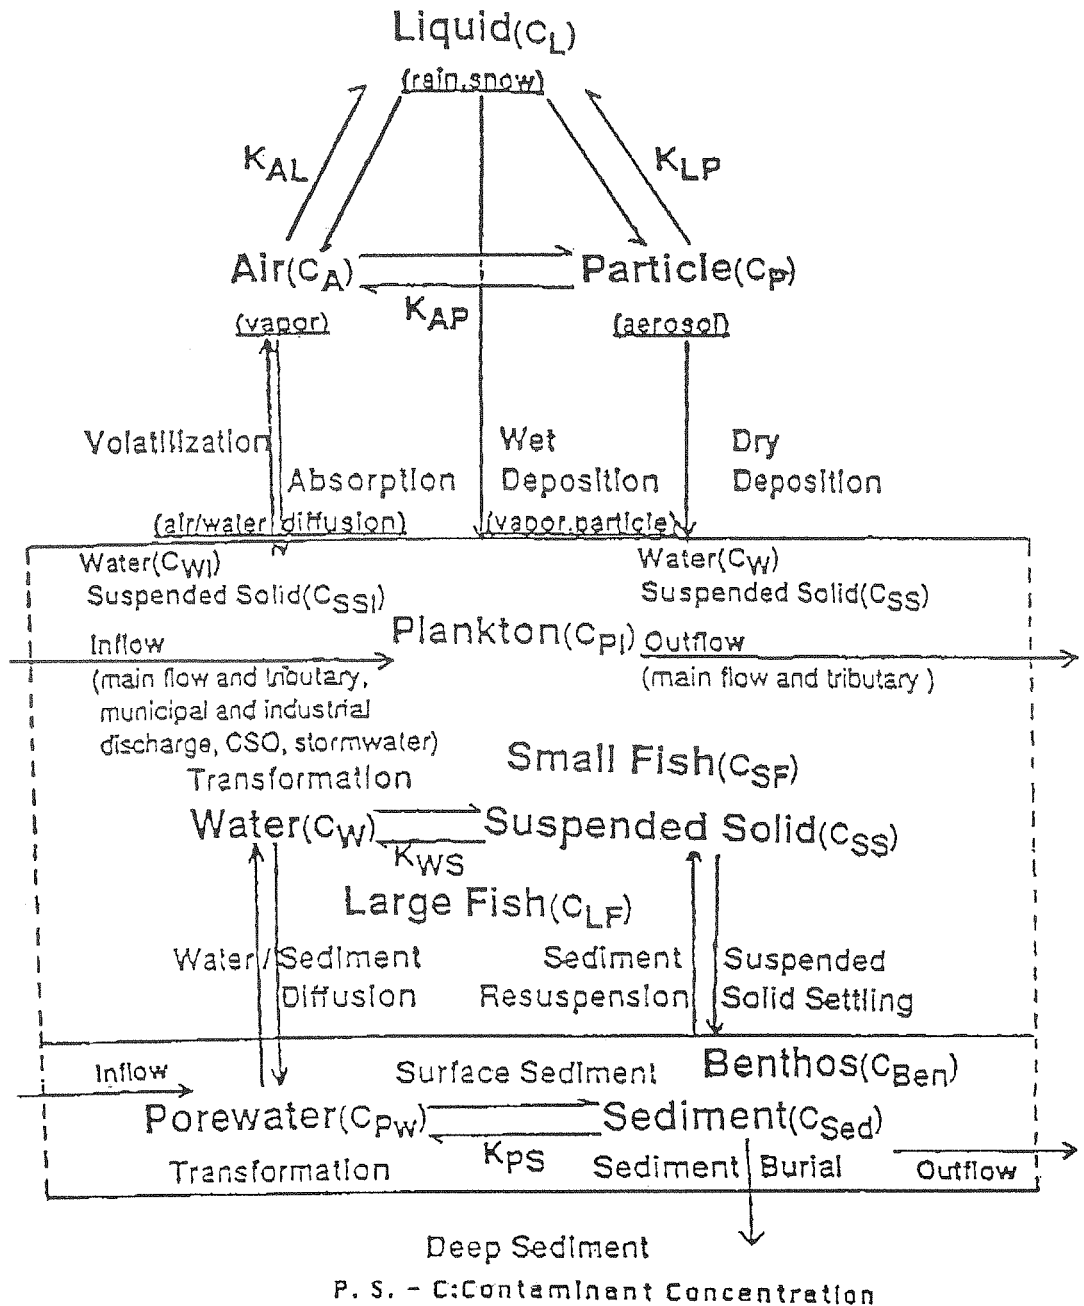 Liquid(CL)
(rain,snow)
KAL
KLP
Air(CA)
Particle(CP)
KAP
(vapor)
(aerosol)
Volatilization
Wet
Dry
Absorption
Deposition
Deposition
(air/water diffusion)
(vapor,particle)
Water(CWI)
Water(CW)
Suspended Solid(CSSI)
Suspended Solid(CSS)
Plankton(CPl)
Inflow
Outflow
(main flow and tributary,
(main flow and tributary)
municipal and industrial
discharge, CSO, stormwater)
Small Fish(CSF)
Transformation
Water(CW)
Suspended Solid(CSS)
KWS
Large Fish(CLF)
Water/Sediment
Sediment
Suspended
Diffusion
Resuspension
Solid Settling
Benthos(CBen)
Inflow
Surface Sediment
Porewater(CPW)
Sediment(CSed)
KPS
Transformation
Sediment Burial
Outflow
Deep Sediment
P. S. - C:Contaminant Concentration